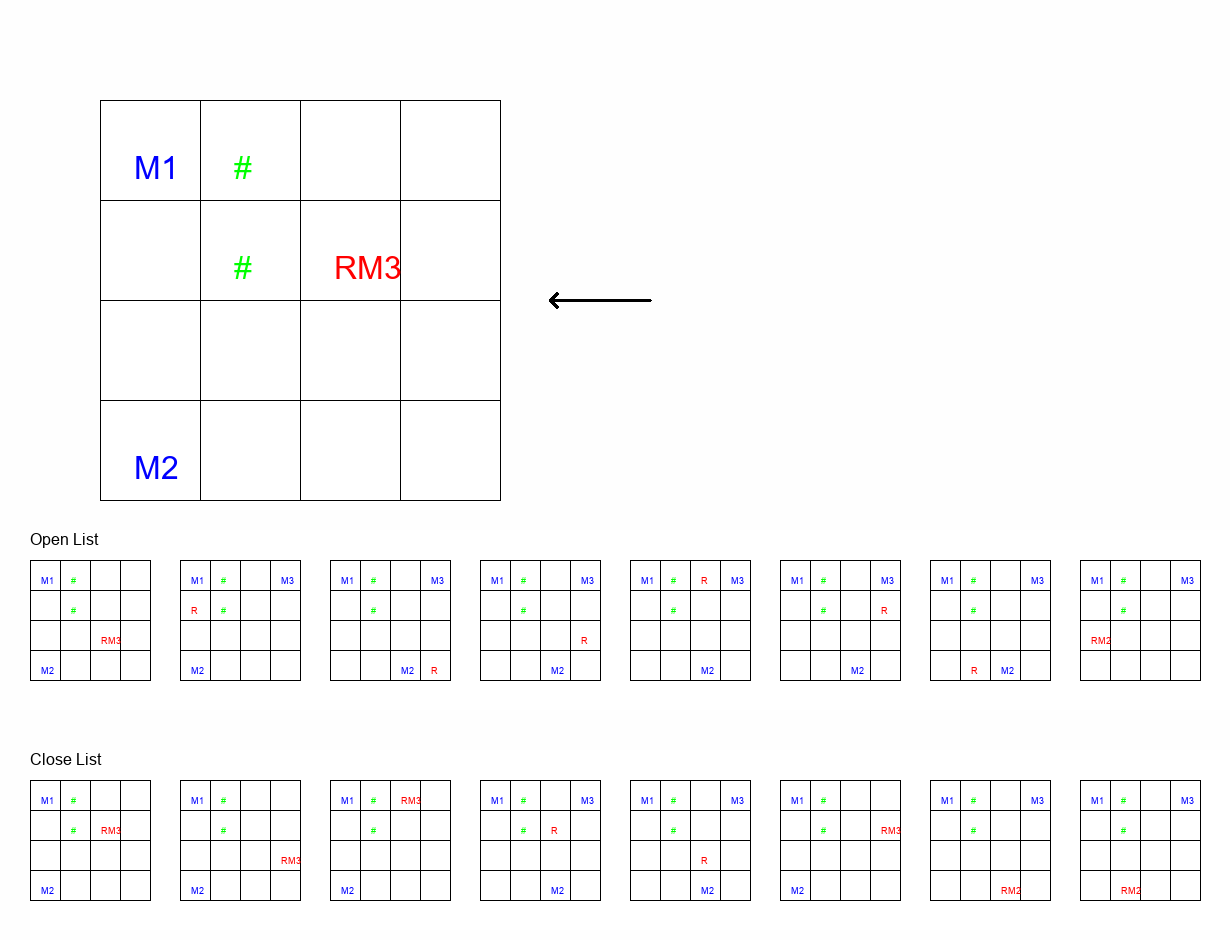 M1 #
# RM3
M2
Open List
M1 # M1 # M3 M1 # M3 M1 # M3 M1 # R M3 M1 # M3 M1 # M3 M1 # M3
# R # # # # # R # #
RM3 R RM2
M2 M2 M2 R M2 M2 M2 R M2
Close List
M1 # M1 # M1 # RM3 M1 # M3 M1 # M3 M1 # M1 # M3 M1 # M3
# RM3 # # # R # # RM3 # #
RM3 R
M2 M2 M2 M2 M2 M2 RM2 RM2